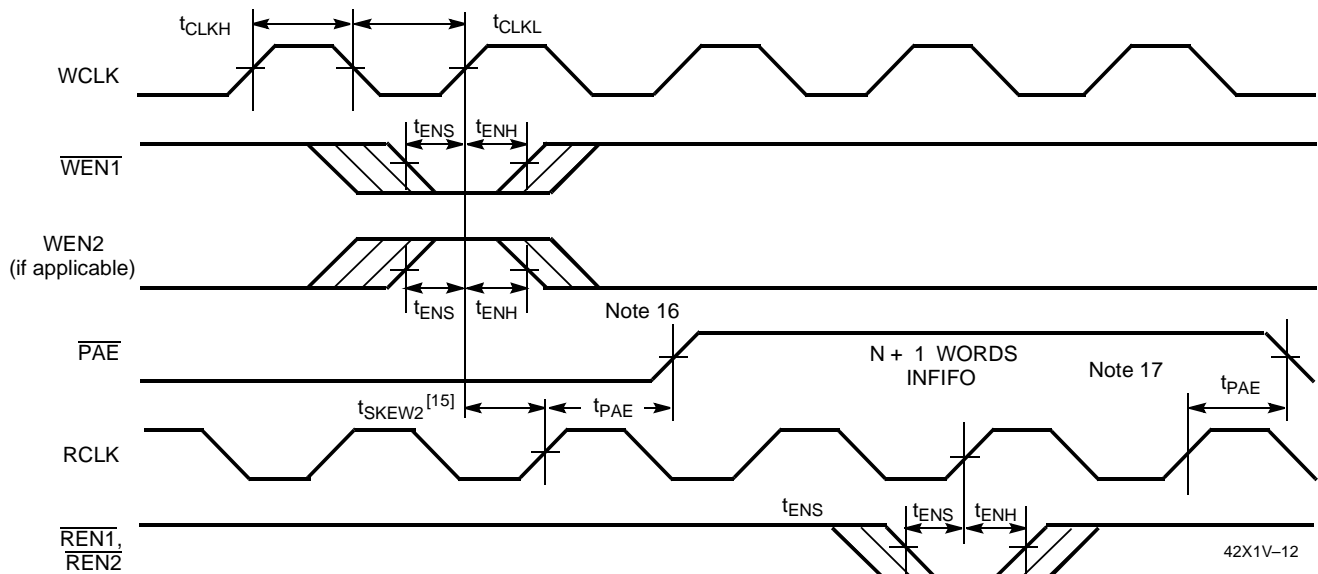 tCLKH
tCLKL
WCLK
tENS tENH
WEN1
WEN2
(if applicable)
tENS tENH
Note 16
PAE
N + 1 WORDS
INFIFO
Note 17
tPAE
tSKEW2 [15]
tPAE
RCLK
tENS
tENS tENH
REN1,
REN2
42X1V–12